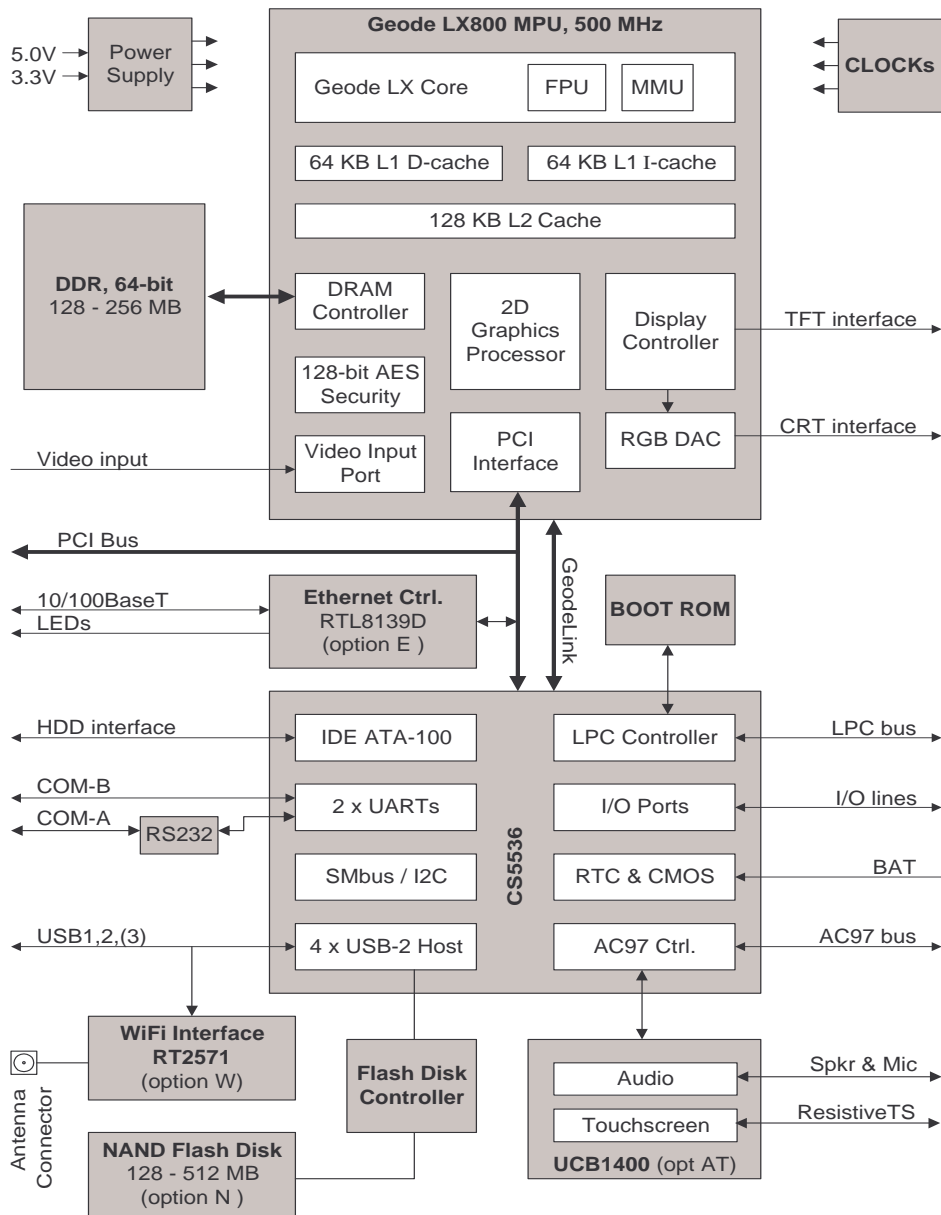 Geode LX800 MPU, 500 MHz
5.0V
3.3V
Power
Supply
CLOCKs
Geode LX Core
FPU
MMU
64 KB L1 D-cache
64 KB L1 I-cache
128 KB L2 Cache
DDR, 64-bit
128 - 256 MB
DRAM
Controller
2D
Graphics
Processor
Display
Controller
TFT interface
128-bit AES
Security
Video input
Video Input
Port
PCI
Interface
RGB DAC
CRT interface
PCI Bus
GeodeLink
10/100BaseT
LEDs
Ethernet Ctrl.
RTL8139D
(option E )
BOOT ROM
CS5536
HDD interface
IDE ATA-100
LPC Controller
LPC bus
COM-B
COM-A
RS232
2 x UARTs
I/O Ports
I/O lines
SMbus / I2C
RTC & CMOS
BAT
USB1,2,(3)
4 x USB-2 Host
AC97 Ctrl.
AC97 bus
WiFi Interface
RT2571
(option W)
Antenna
Connector
Flash Disk
Controller
Audio
Spkr & Mic
Touchscreen
ResistiveTS
UCB1400 (opt AT)
NAND Flash Disk
128 - 512 MB
(option N )